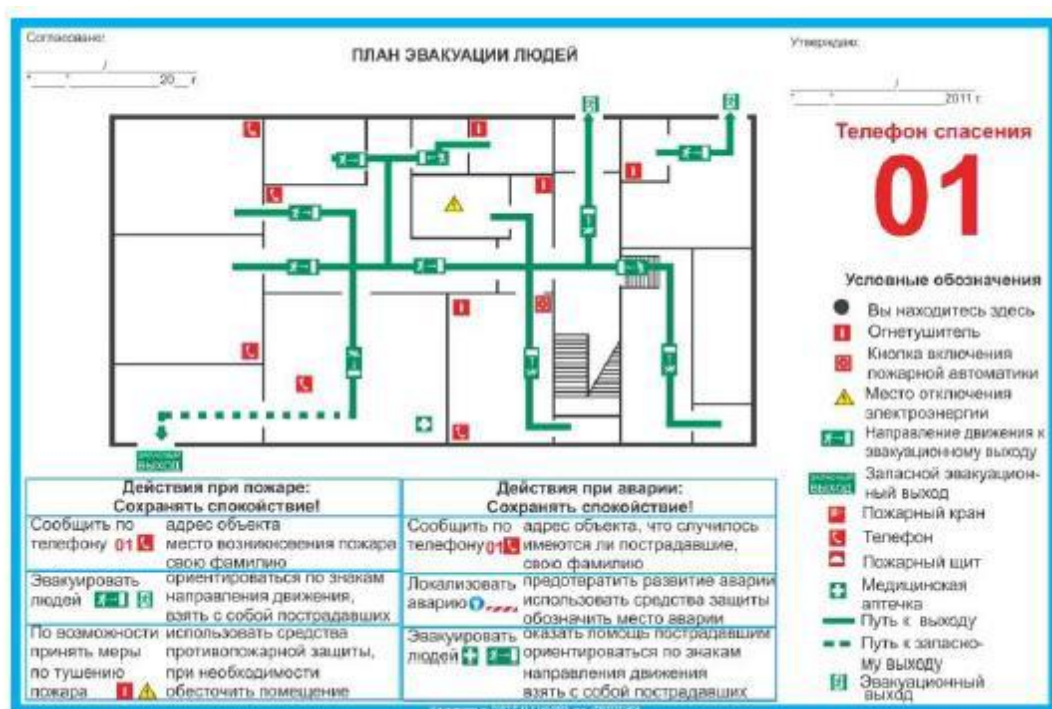 Согласовано:
ПЛАН ЭВАКУАЦИИ ЛЮДЕЙ
Утверждаю:
/
" " 20 г.
/
" " 2011 г.
Телефон спасения
01
ЗАПАСНЫЙ
ВЫХОД
Условные обозначения
Вы находитесь здесь
Огнетушитель
Кнопка включения
пожарной автоматики
Место отключения
электроэнергии
Направление движения к
эвакуационному выходу
ЗАПАСНЫЙ
ВЫХОД
Запасной эвакуацион-
ный выход
Пожарный кран
Телефон
Пожарный щит
Медицинская
аптечка
Путь к выходу
Путь к запасно-
му выходу
Эвакуационный
выход
Действия при пожаре:
Сохранять спокойствие!
Сообщить по
телефону 01
адрес объекта
место возникновения пожара
свою фамилию
Эвакуировать
людей
ориентироваться по знакам
направления движения,
взять с собой пострадавших
По возможности
принять меры
по тушению
пожара
использовать средства
противопожарной защиты,
при необходимости
обесточить помещение
Действия при аварии:
Сохранять спокойствие!
Сообщить по
телефону 01
адрес объекта, что случилось
имеются ли пострадавшие,
свою фамилию
Локализовать
аварию
предотвратить развитие аварии
использовать средства защиты
обозначить место аварии
Эвакуировать
людей
оказать помощь пострадавшим
ориентироваться по знакам
направления движения
взять с собой пострадавших